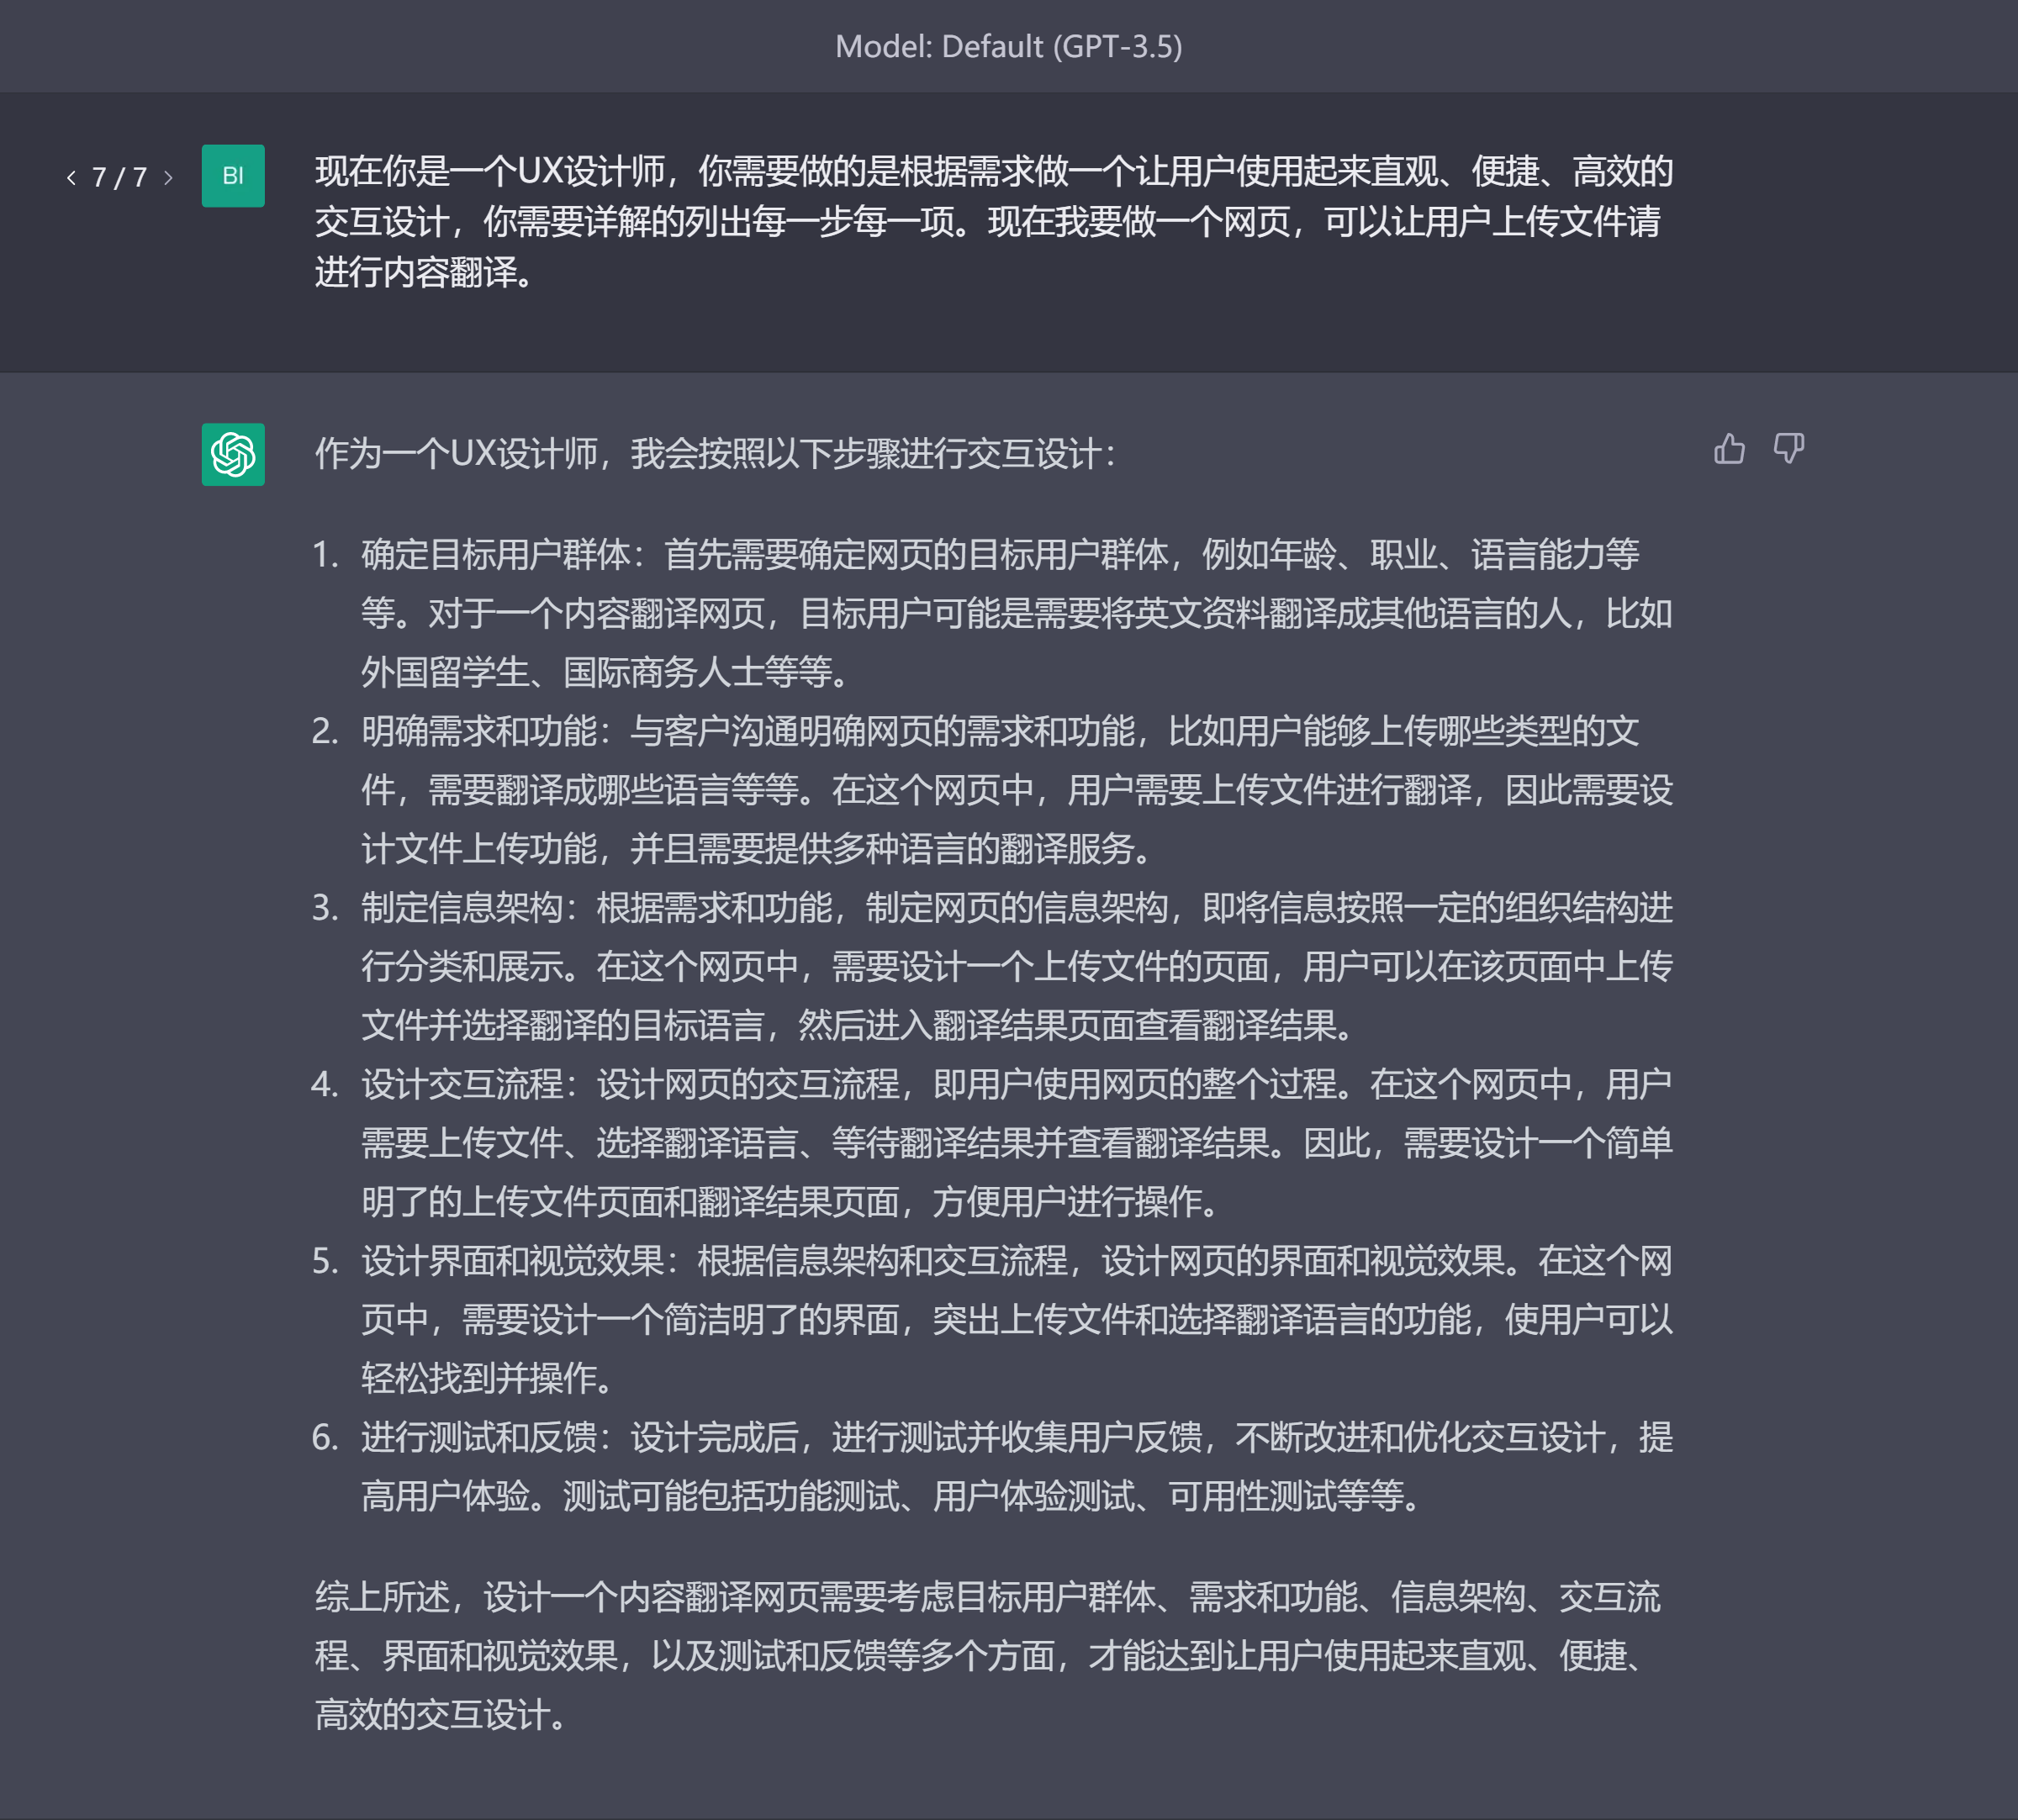 Model: Default (GPT-3.5)
7 / 7
BI
现在你是一个UX设计师，你需要做的是根据需求做一个让用户使用起来直观、便捷、高效的
交互设计，你需要详解的列出每一步每一项。现在我要做一个网页，可以让用户上传文件请
进行内容翻译。
作为一个UX设计师，我会按照以下步骤进行交互设计：
1. 确定目标用户群体：首先需要确定网页的目标用户群体，例如年龄、职业、语言能力等
等。对于一个内容翻译网页，目标用户可能是需要将英文资料翻译成其他语言的人，比如
外国留学生、国际商务人士等等。
2. 明确需求和功能：与客户沟通明确网页的需求和功能，比如用户能够上传哪些类型的文
件，需要翻译成哪些语言等等。在这个网页中，用户需要上传文件进行翻译，因此需要设
计文件上传功能，并且需要提供多种语言的翻译服务。
3. 制定信息架构：根据需求和功能，制定网页的信息架构，即将信息按照一定的组织结构进
行分类和展示。在这个网页中，需要设计一个上传文件的页面，用户可以在该页面中上传
文件并选择翻译的目标语言，然后进入翻译结果页面查看翻译结果。
4. 设计交互流程：设计网页的交互流程，即用户使用网页的整个过程。在这个网页中，用户
需要上传文件、选择翻译语言、等待翻译结果并查看翻译结果。因此，需要设计一个简单
明了的上传文件页面和翻译结果页面，方便用户进行操作。
5. 设计界面和视觉效果：根据信息架构和交互流程，设计网页的界面和视觉效果。在这个网
页中，需要设计一个简洁明了的界面，突出上传文件和选择翻译语言的功能，使用户可以
轻松找到并操作。
6. 进行测试和反馈：设计完成后，进行测试并收集用户反馈，不断改进和优化交互设计，提
高用户体验。测试可能包括功能测试、用户体验测试、可用性测试等等。
综上所述，设计一个内容翻译网页需要考虑目标用户群体、需求和功能、信息架构、交互流
程、界面和视觉效果，以及测试和反馈等多个方面，才能达到让用户使用起来直观、便捷、
高效的交互设计。